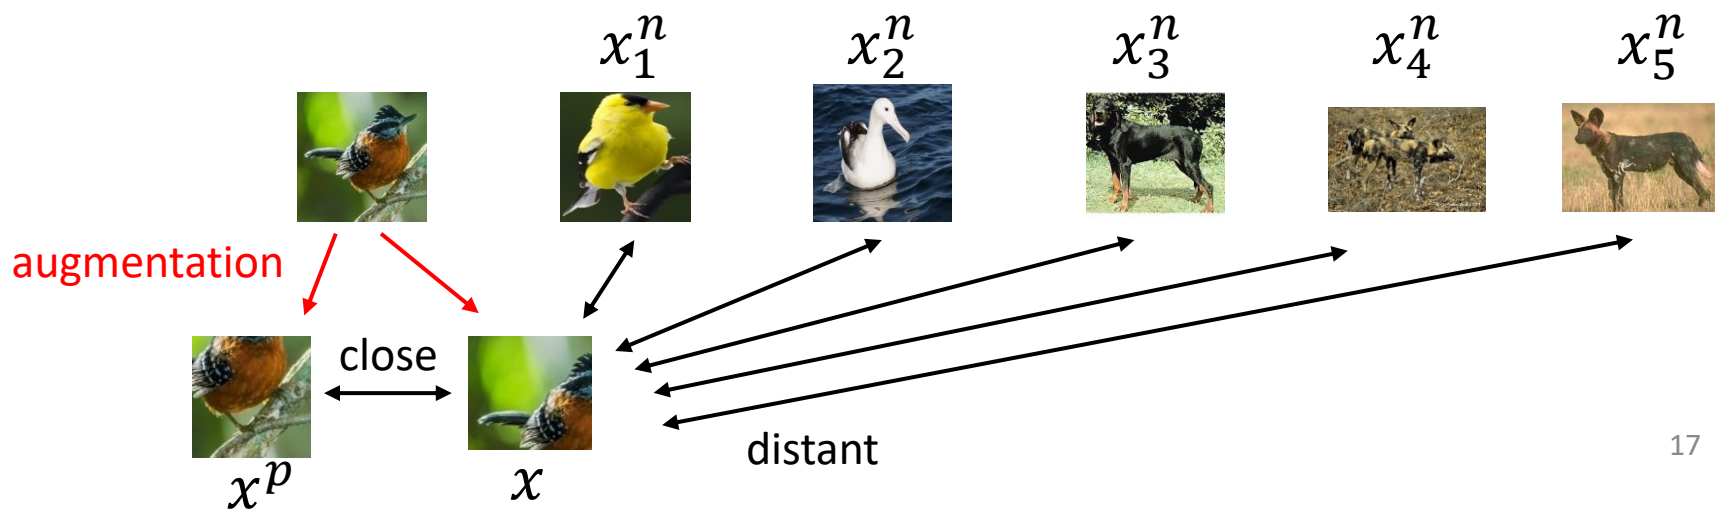 x₁ⁿ x₂ⁿ x₃ⁿ x₄ⁿ x₅ⁿ
augmentation
close
distant
xᵖ x
17